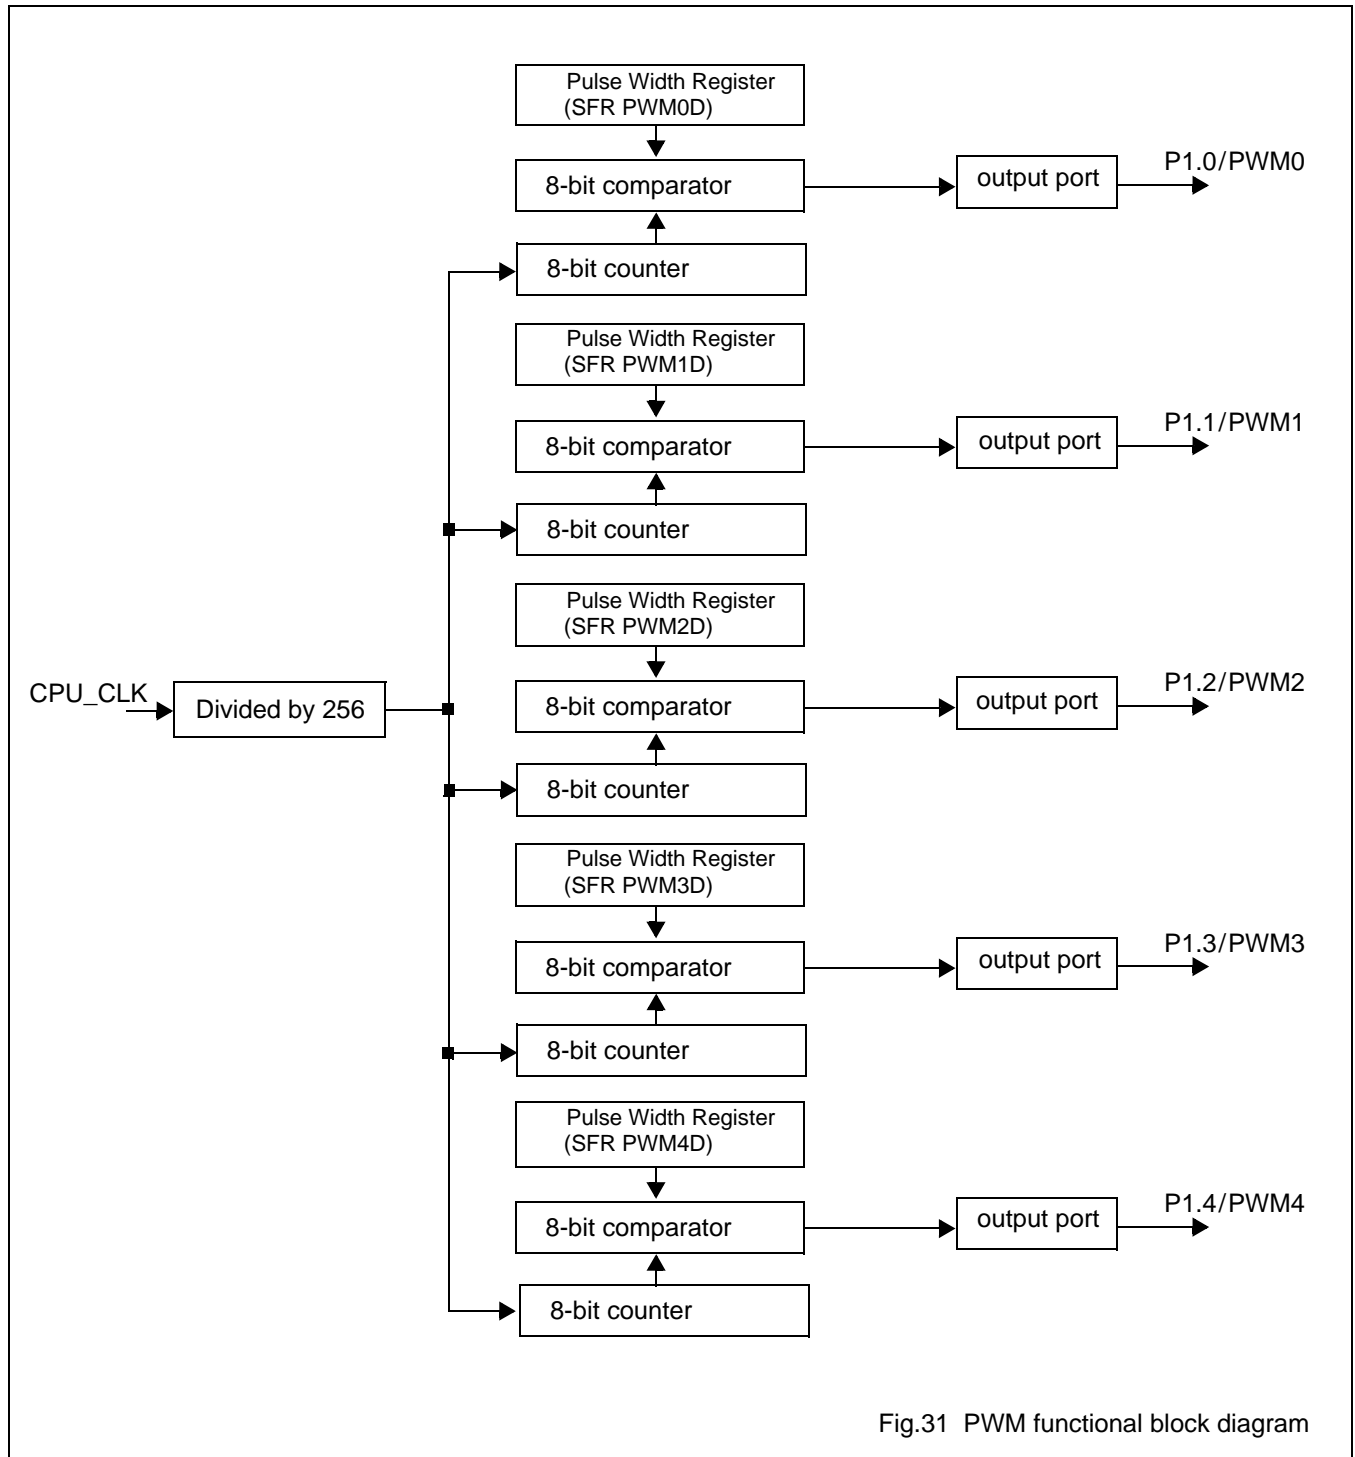 Pulse Width Register
(SFR PWM0D)
8-bit comparator
output port
P1.0/PWM0
8-bit counter
Pulse Width Register
(SFR PWM1D)
8-bit comparator
output port
P1.1/PWM1
8-bit counter
Pulse Width Register
(SFR PWM2D)
CPU_CLK
Divided by 256
8-bit comparator
output port
P1.2/PWM2
8-bit counter
Pulse Width Register
(SFR PWM3D)
8-bit comparator
output port
P1.3/PWM3
8-bit counter
Pulse Width Register
(SFR PWM4D)
8-bit comparator
output port
P1.4/PWM4
8-bit counter
Fig.31 PWM functional block diagram